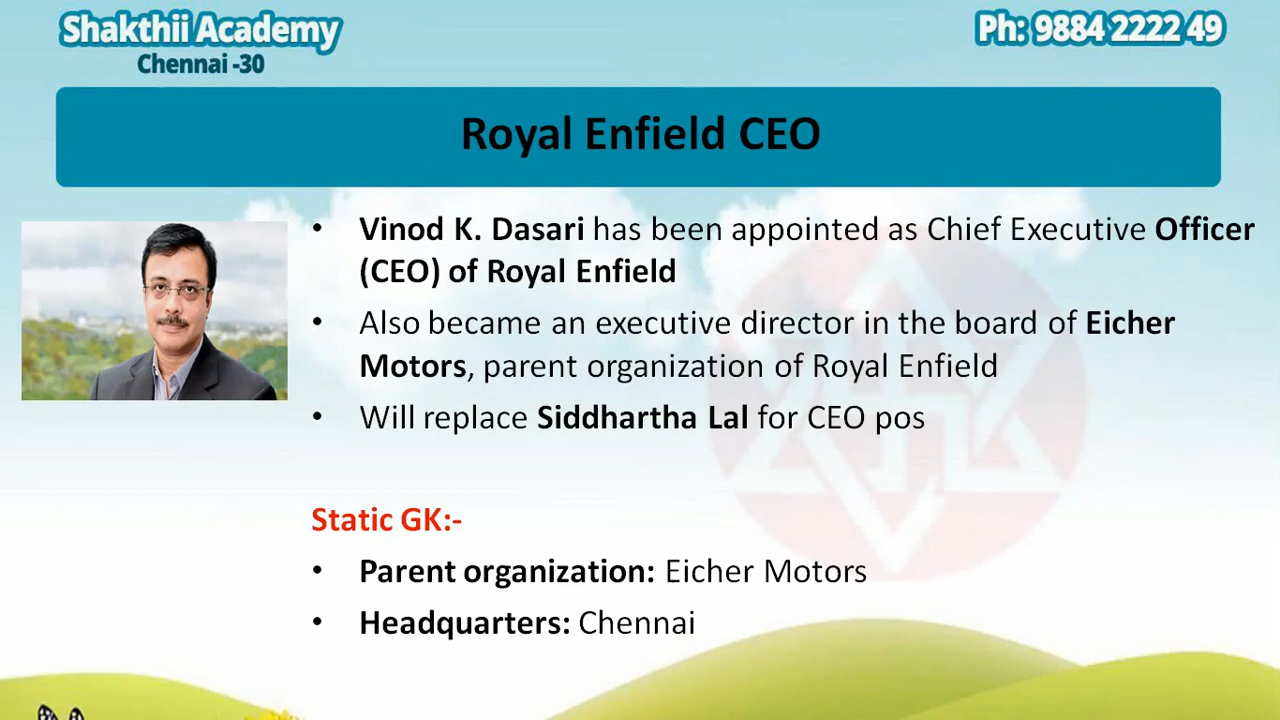 Shakthii Academy
Chennai -30
Ph: 9884 2222 49
Royal Enfield CEO
• Vinod K. Dasari has been appointed as Chief Executive Officer
(CEO) of Royal Enfield
• Also became an executive director in the board of Eicher
Motors, parent organization of Royal Enfield
• Will replace Siddhartha Lal for CEO pos
Static GK:-
• Parent organization: Eicher Motors
• Headquarters: Chennai